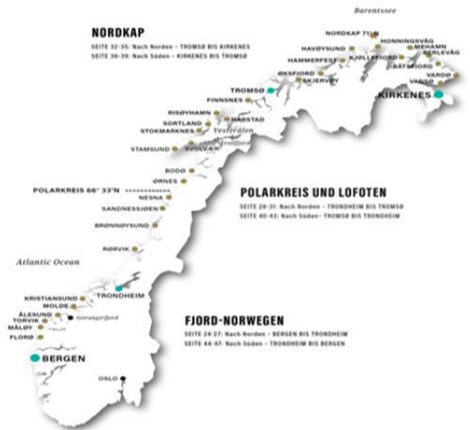 Barentssee
NORDKAP
SEITE 32-35: Nach Norden - TROMSØ BIS KIRKENES
SEITE 36-39: Nach Süden - KIRKENES BIS TROMSØ
NORDKAP 71°N
HONNINGSVÅG
HAVØYSUND
MEHAMN
BERLEVÅG
HAMMERFEST
KJØLLEFJORD
BÅTSFJORD
ØKSFJORD
SKJERVØY
VARDØ
VADSØ
KIRKENES
TROMSØ
FINNSNES
RISØYHAMN
HARSTAD
SORTLAND
STOKMARKNES
Vesterålen
Trollfjord
STAMSUND
SVOLVÆR
BODØ
ØRNES
POLARKREIS 66° 33'N
NESNA
SANDNESSJØEN
POLARKREIS UND LOFOTEN
SEITE 28-31: Nach Norden - TRONDHEIM BIS TROMSØ
SEITE 40-43: Nach Süden- TROMSØ BIS TRONDHEIM
BRØNNØYSUND
RØRVIK
Atlantic Ocean
TRONDHEIM
KRISTIANSUND
MOLDE
ÅLESUND
Geirangerfjord
TORVIK
MÅLØY
FLORØ
BERGEN
OSLO
FJORD-NORWEGEN
SEITE 24-27: Nach Norden - BERGEN BIS TRONDHEIM
SEITE 44-47: Nach Süden - TRONDHEIM BIS BERGEN